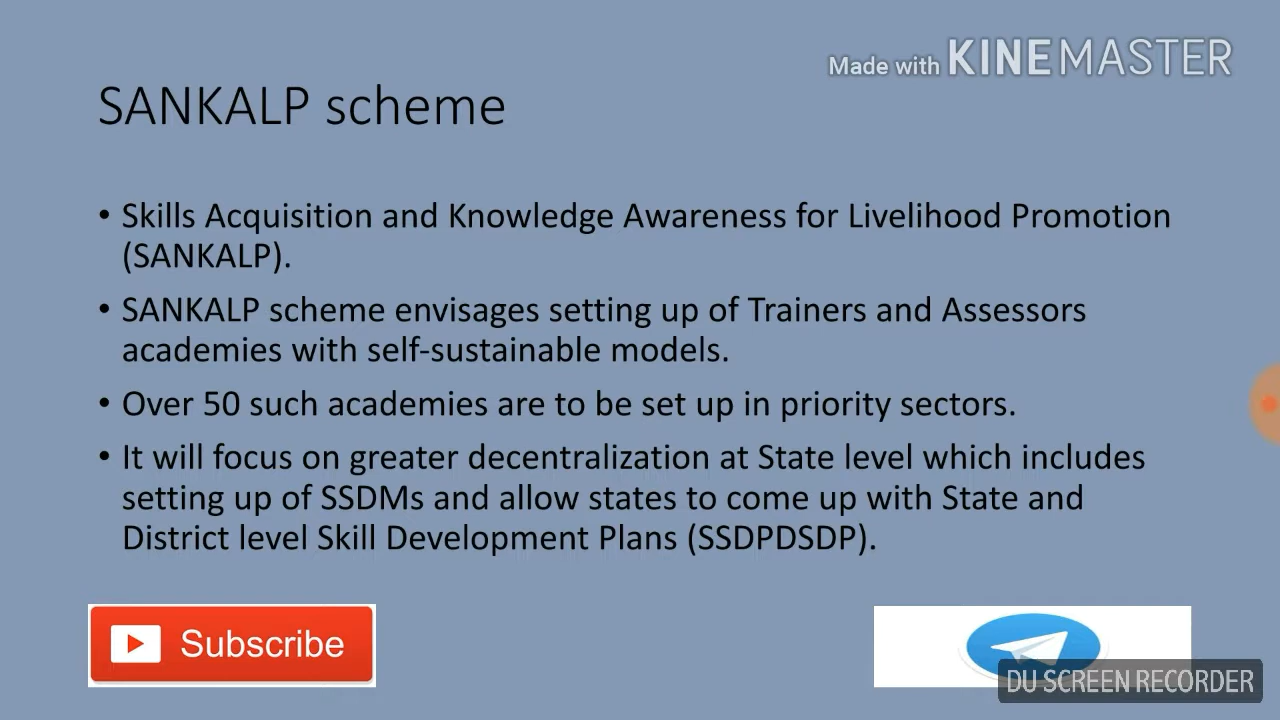 Made with KINEMASTER
SANKALP scheme
• Skills Acquisition and Knowledge Awareness for Livelihood Promotion
(SANKALP).
• SANKALP scheme envisages setting up of Trainers and Assessors
academies with self-sustainable models.
• Over 50 such academies are to be set up in priority sectors.
• It will focus on greater decentralization at State level which includes
setting up of SSDMs and allow states to come up with State and
District level Skill Development Plans (SSDPDSDP).
Subscribe
DU SCREEN RECORDER